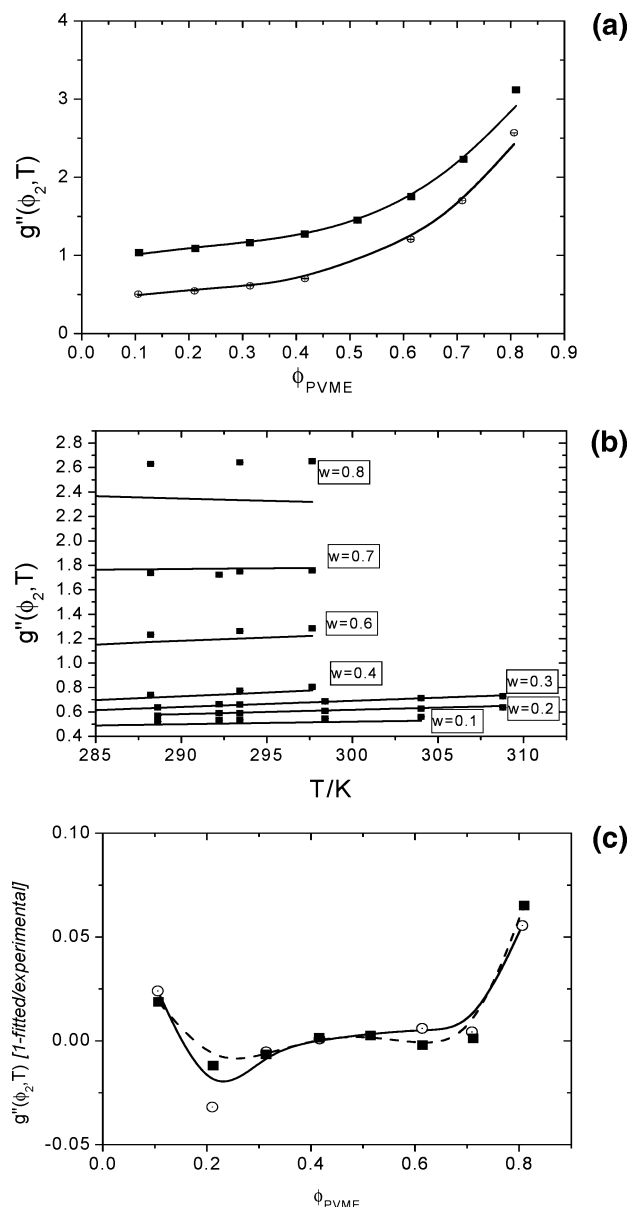 (a)
4
3
2
1
0
g"(ϕ₂,T)
0.0 0.1 0.2 0.3 0.4 0.5 0.6 0.7 0.8 0.9
ϕPVME
(b)
2.8
2.6
2.4
2.2
2.0
1.8
1.6
1.4
1.2
1.0
0.8
0.6
0.4
g"(ϕ₂,T)
w=0.8
w=0.7
w=0.6
w=0.4
w=0.3
w=0.2
w=0.1
285 290 295 300 305 310
T/K
(c)
0.10
0.05
0.00
-0.05
g"(ϕ₂,T) [1-fitted/experimental]
0.0 0.2 0.4 0.6 0.8
ϕPVME